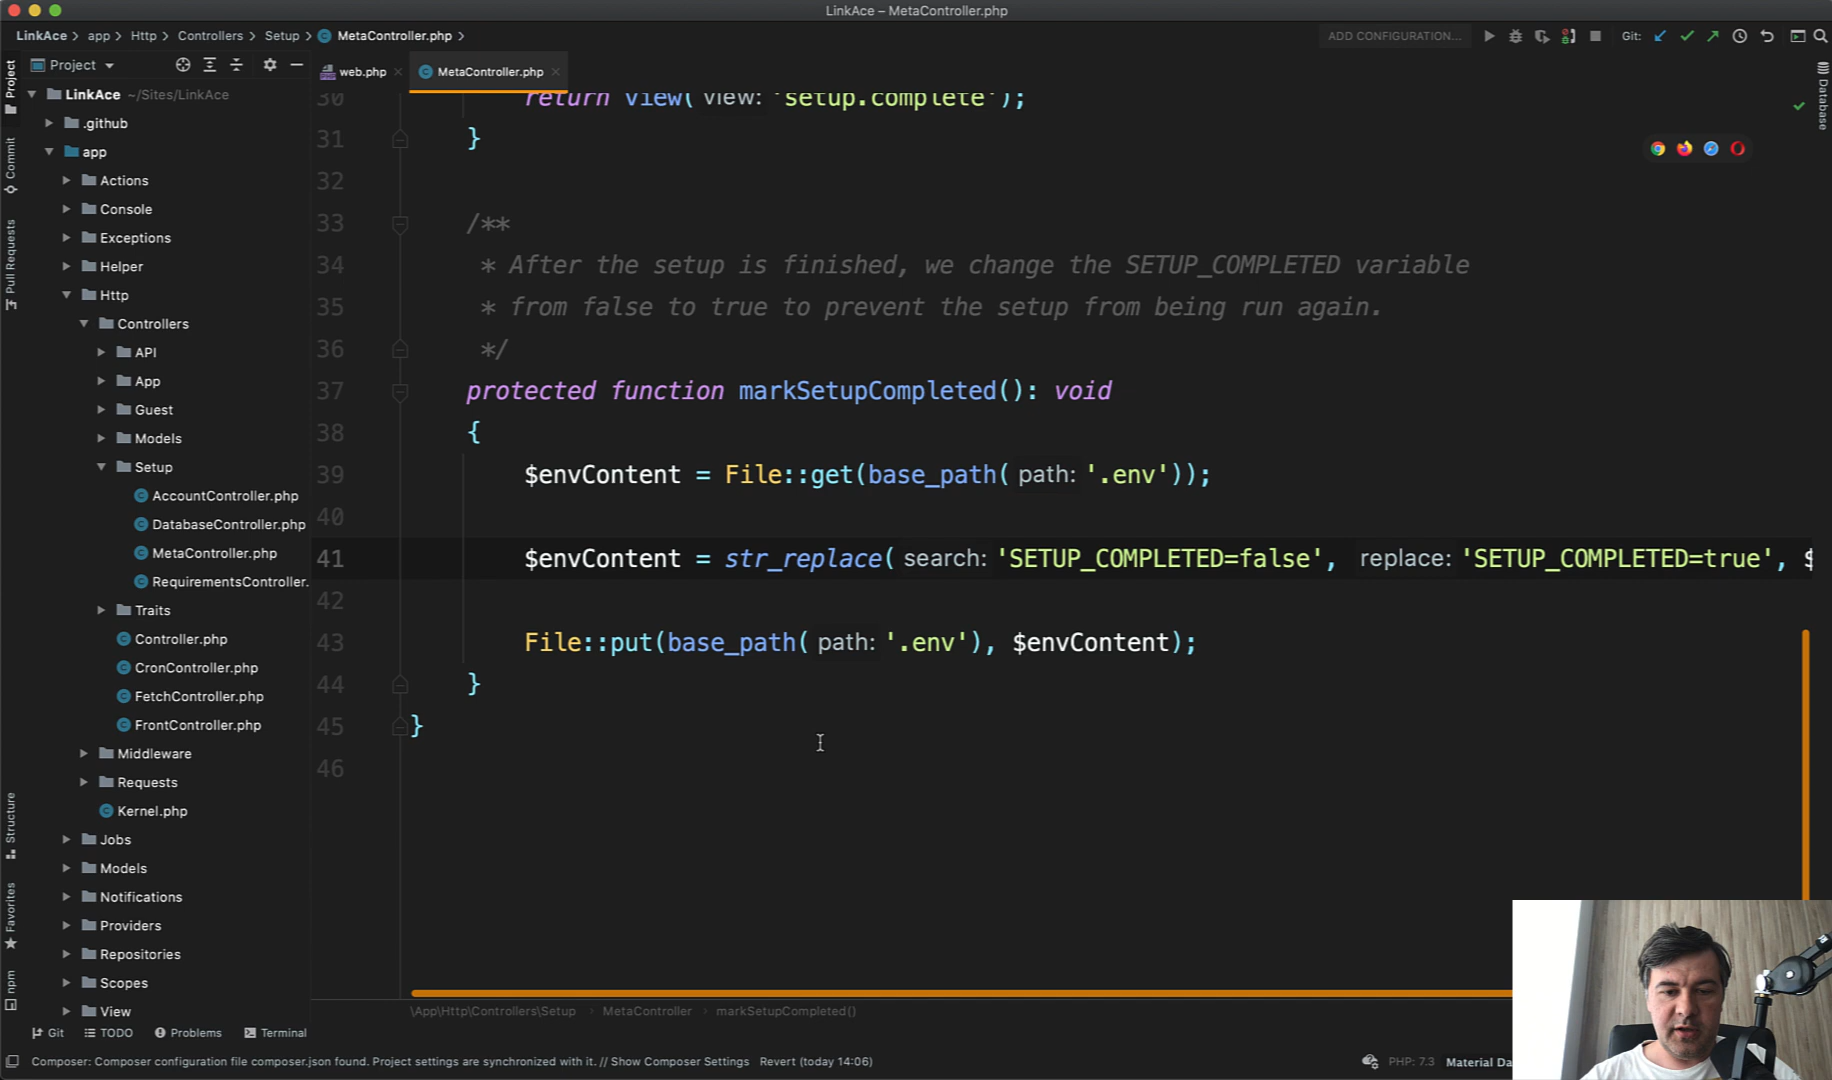 LinkAce – MetaController.php
LinkAce > app > Http > Controllers > Setup > MetaController.php >
ADD CONFIGURATION...
Git:
Project
web.php
MetaController.php
Project
Commit
Pull Requests
Structure
Favorites
npm
Database
LinkAce ~/Sites/LinkAce
.github
app
Actions
Console
Exceptions
Helper
Http
Controllers
API
App
Guest
Models
Setup
AccountController.php
DatabaseController.php
MetaController.php
RequirementsController.
Traits
Controller.php
CronController.php
FetchController.php
FrontController.php
Middleware
Requests
Kernel.php
Jobs
Models
Notifications
Providers
Repositories
Scopes
View
30 return view( view: 'setup.complete');
31 }
32
33 /**
34 * After the setup is finished, we change the SETUP_COMPLETED variable
35 * from false to true to prevent the setup from being run again.
36 */
37 protected function markSetupCompleted(): void
38 {
39 $envContent = File::get(base_path( path: '.env'));
40
41 $envContent = str_replace( search: 'SETUP_COMPLETED=false', replace: 'SETUP_COMPLETED=true', $
42
43 File::put(base_path( path: '.env'), $envContent);
44 }
45 }
46
\App\Http\Controllers\Setup > MetaController > markSetupCompleted()
Git
TODO
Problems
Terminal
Composer: Composer configuration file composer.json found. Project settings are synchronized with it. // Show Composer Settings Revert (today 14:06)
PHP: 7.3
Material Da